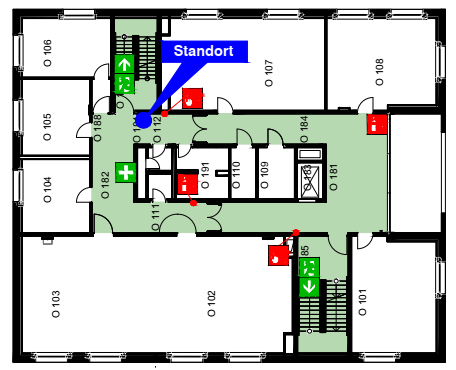 Standort
O 106
O 107
O 108
O 105
O 188
O 112
O 184
O 104
O 182
O 191
O 110
O 109
O 183
O 181
O 111
85
O 103
O 102
O 101